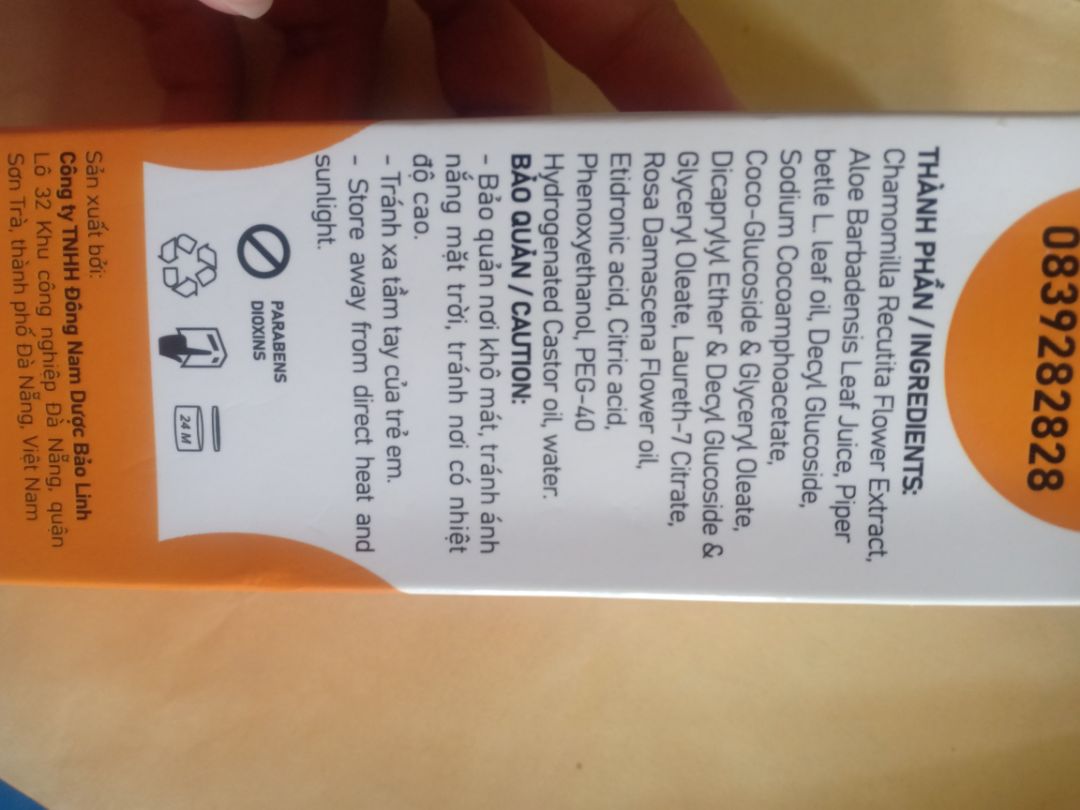 0839282828
THÀNH PHẦN / INGREDIENTS:
Chamomilla Recutita Flower Extract,
Aloe Barbadensis Leaf Juice, Piper
betle L. leaf oil, Decyl Glucoside,
Sodium Cocoamphoacetate,
Coco-Glucoside & Glyceryl Oleate,
Dicaprylyl Ether & Decyl Glucoside &
Glyceryl Oleate, Laureth-7 Citrate,
Rosa Damascena Flower oil,
Etidronic acid, Citric acid,
Phenoxyethanol, PEG-40
Hydrogenated Castor oil, water.
BẢO QUẢN / CAUTION:
- Bảo quản nơi khô mát, tránh ánh
nắng mặt trời, tránh nơi có nhiệt
độ cao.
- Tránh xa tầm tay của trẻ em.
- Store away from direct heat and
sunlight.
PARABENS
DIOXINS
24 M
Sản xuất bởi:
Công ty TNHH Đông Nam Dược Bảo Linh
Lô 32 Khu công nghiệp Đà Nẵng, quận
Sơn Trà, thành phố Đà Nẵng, Việt Nam